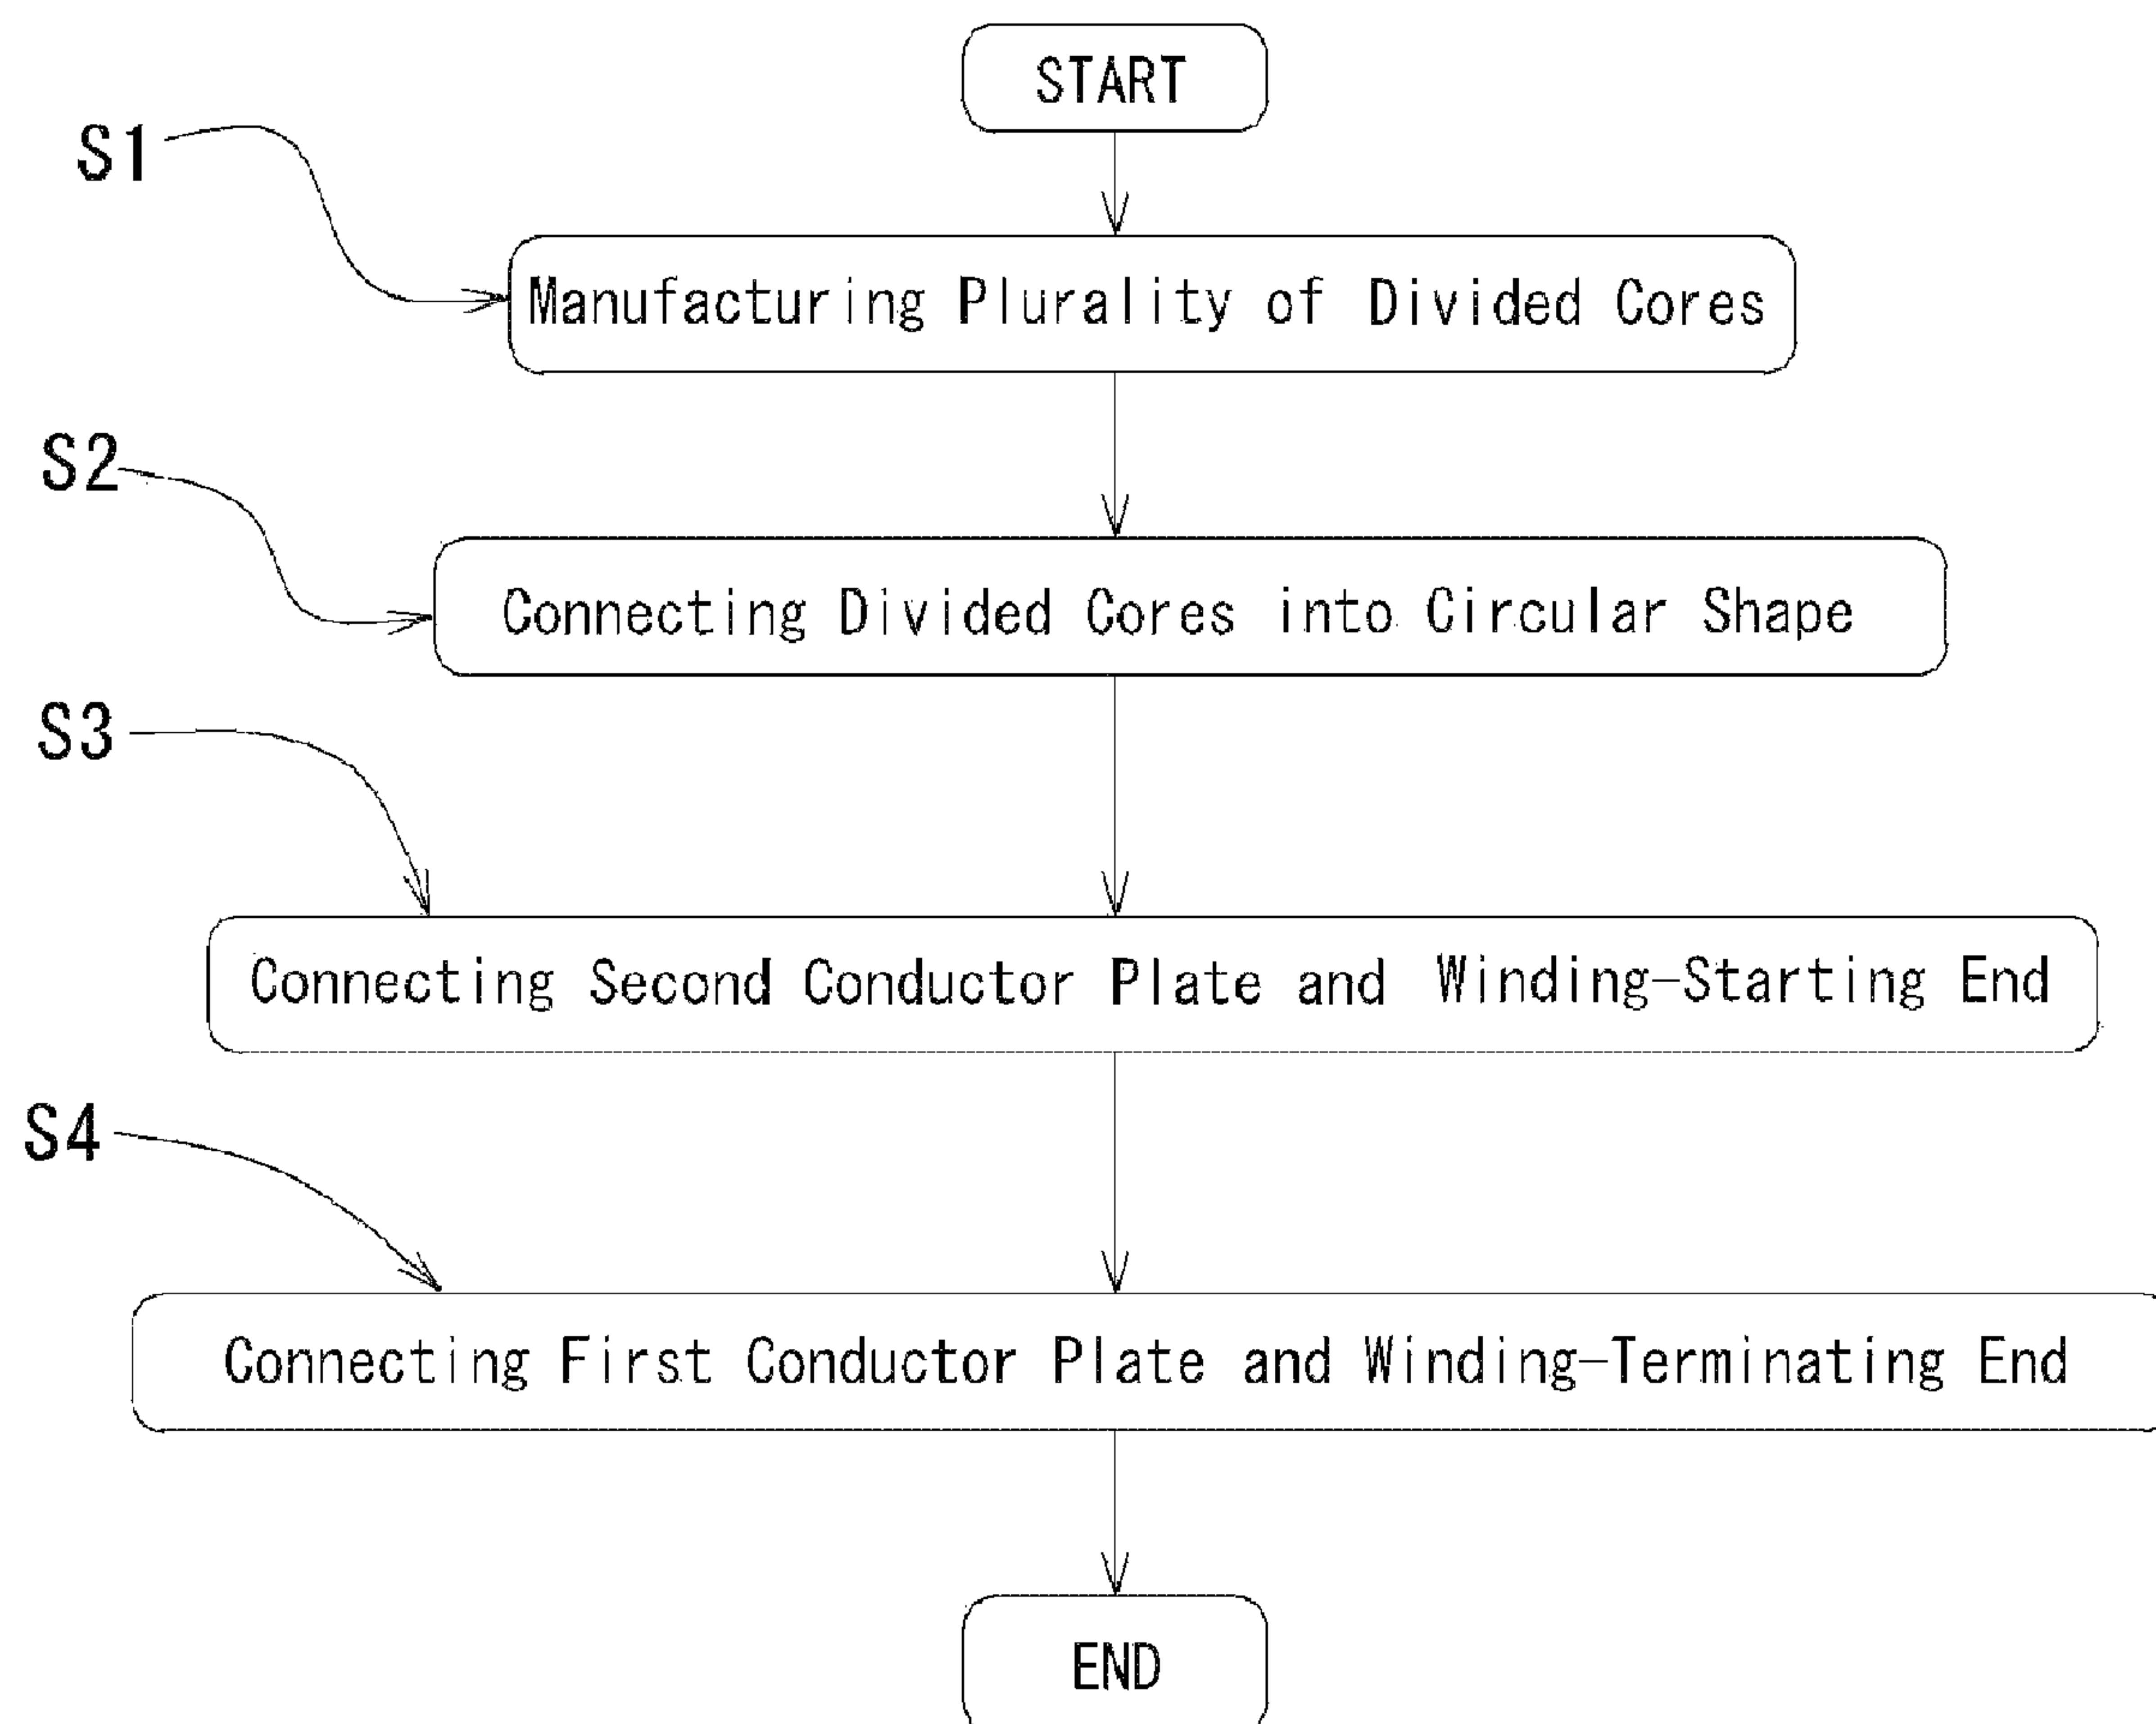 START
S1
Manufacturing Plurality of Divided Cores
S2
Connecting Divided Cores into Circular Shape
S3
Connecting Second Conductor Plate and Winding-Starting End
S4
Connecting First Conductor Plate and Winding-Terminating End
END